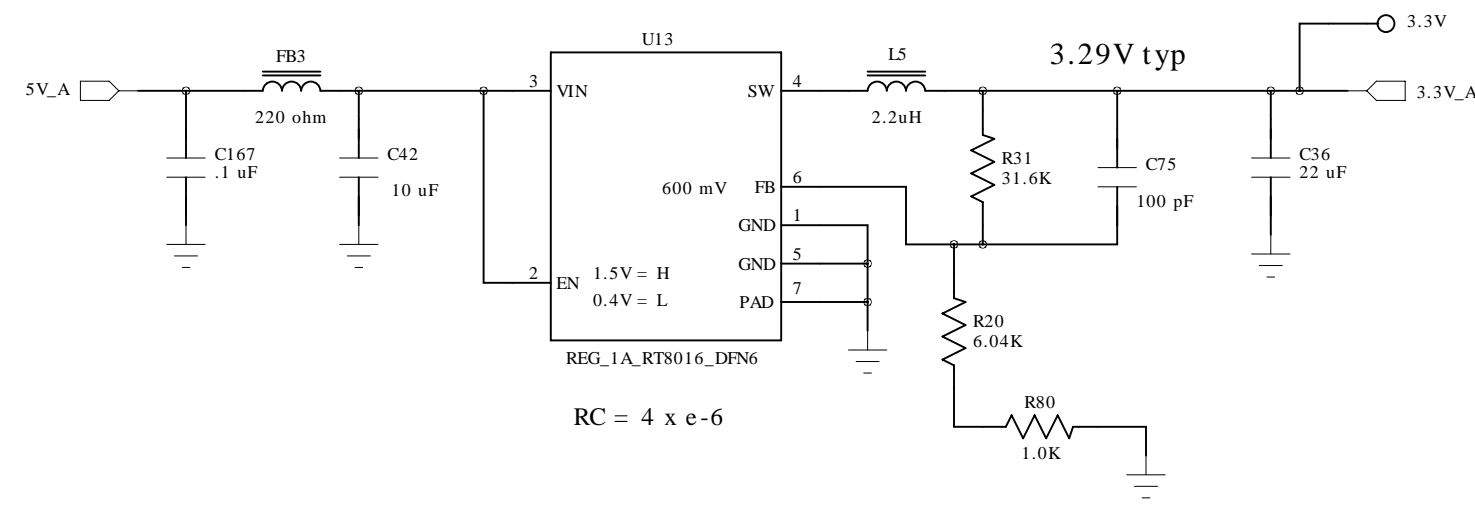 3.3V
U13
FB3
L5
3.29V typ
5V_A
3
VIN
SW
4
3.3V_A
220 ohm
2.2uH
C167
.1 uF
C42
10 uF
R31
31.6K
C75
100 pF
C36
22 uF
600 mV
FB
6
GND
1
GND
5
2
EN
1.5V = H
0.4V = L
PAD
7
R20
6.04K
REG_1A_RT8016_DFN6
RC = 4 x e-6
R80
1.0K